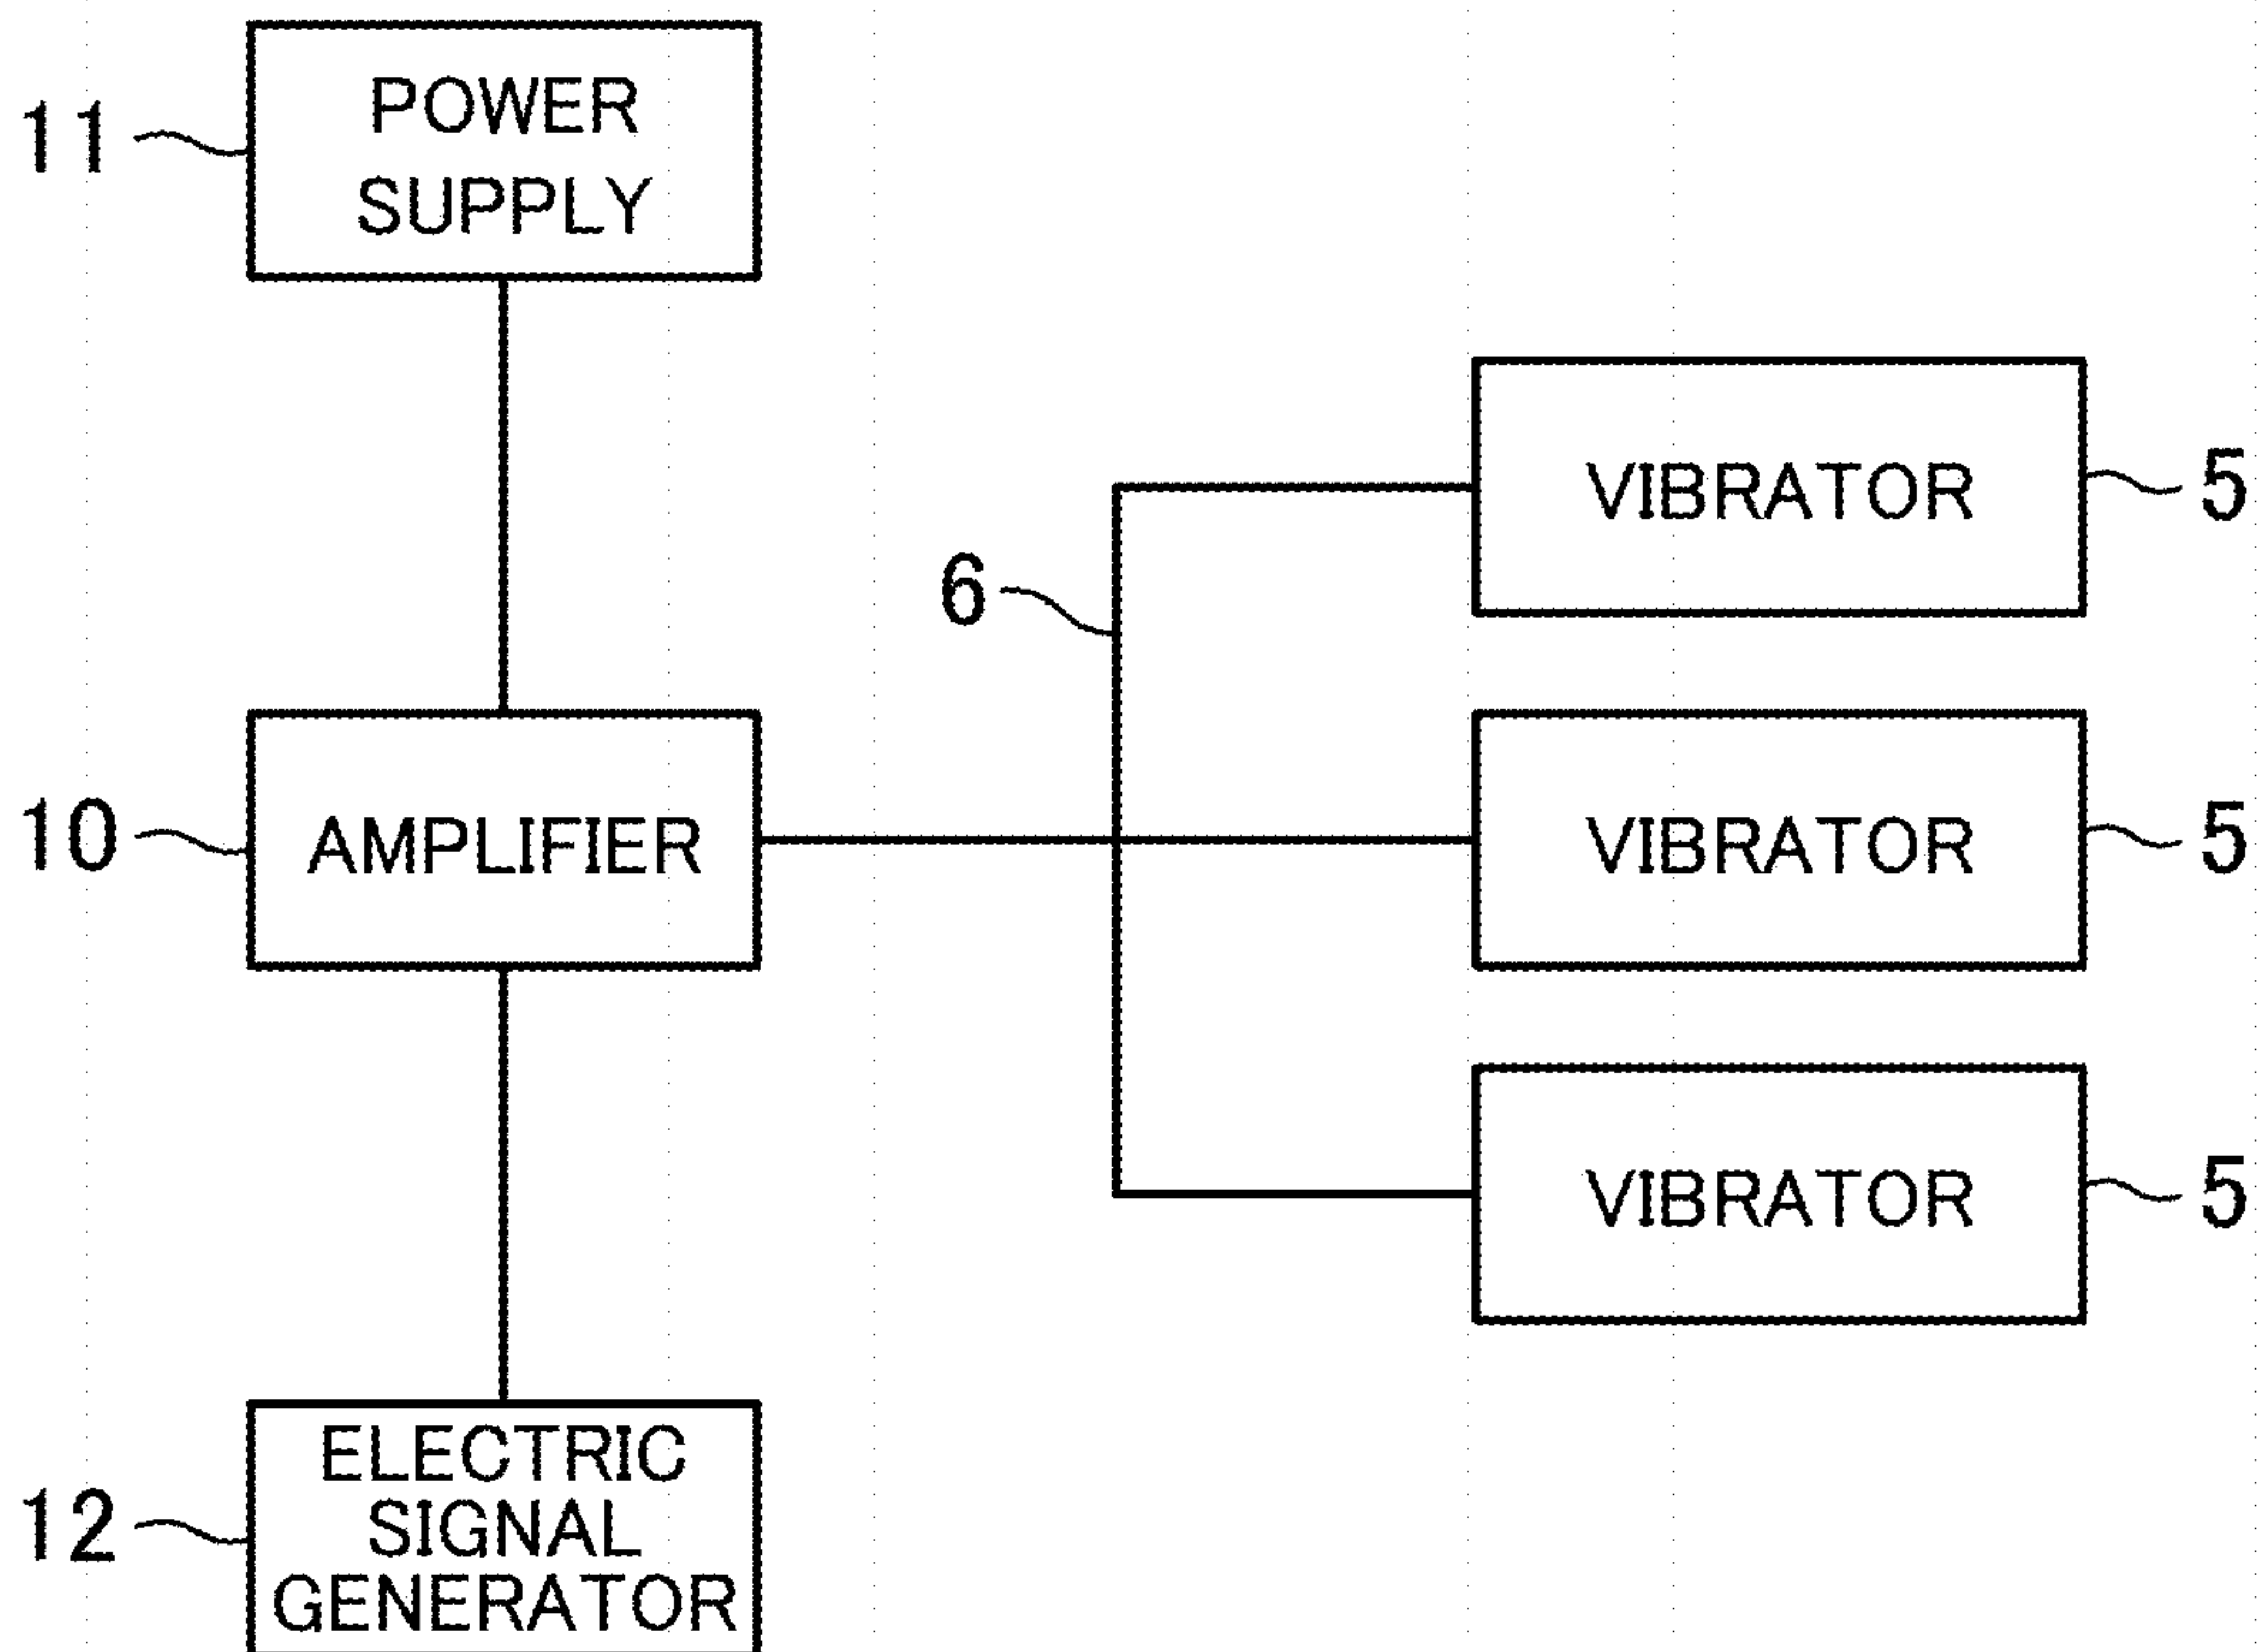 11
POWER
SUPPLY
VIBRATOR
5
6
10
AMPLIFIER
VIBRATOR
5
VIBRATOR
5
12
ELECTRIC
SIGNAL
GENERATOR